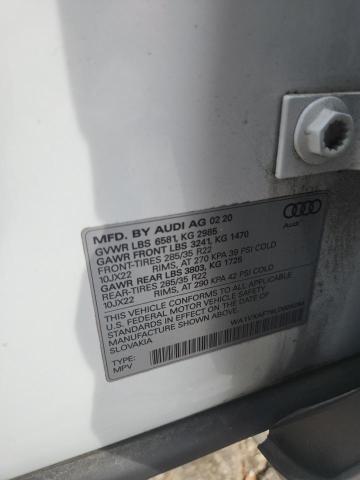 MFD. BY AUDI AG 02 20
GVWR LBS 6581, KG 2985
GAWR FRONT LBS 3241, KG 1470
FRONT-TIRES 285/35 R22
10JX22 RIMS, AT 270 KPA 39 PSI COLD
GAWR REAR LBS 3803, KG 1725
REAR-TIRES 285/35 R22
10JX22 RIMS, AT 290 KPA 42 PSI COLD
THIS VEHICLE CONFORMS TO ALL APPLICABLE
U.S. FEDERAL MOTOR VEHICLE SAFETY
STANDARDS IN EFFECT ON THE DATE OF
MANUFACTURE SHOWN ABOVE.
SLOVAKIA
TYPE:
MPV
Audi